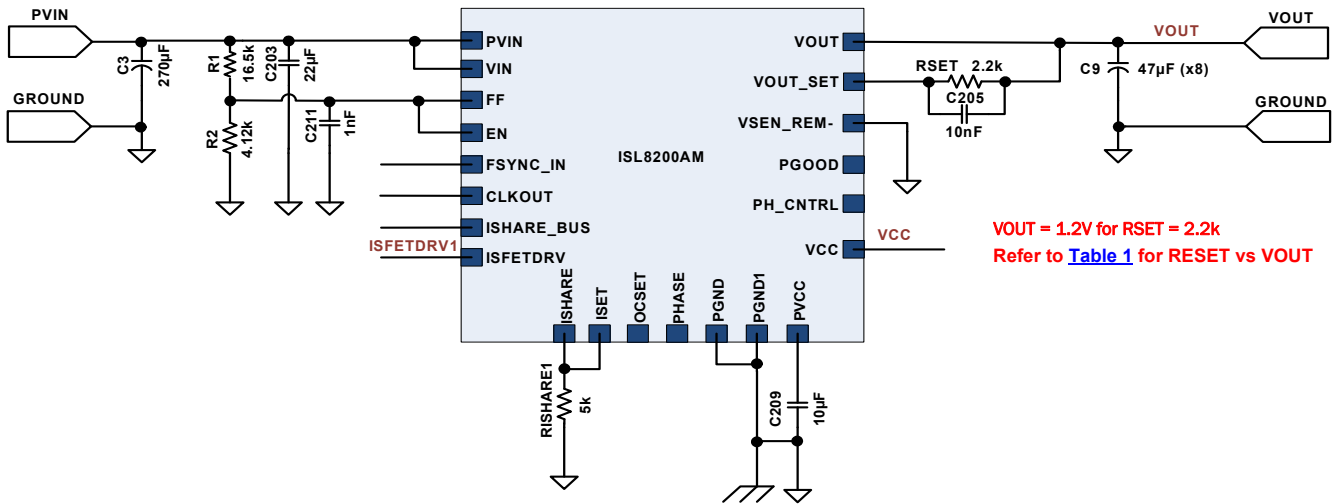 PVIN
GROUND
C3
270µF
R1
16.5k
C203
22µF
R2
4.12k
C211
1nF
ISFETDRV1
PVIN
VIN
FF
EN
FSYNC_IN
CLKOUT
ISHARE_BUS
ISFETDRV
ISL8200AM
VOUT
VOUT_SET
VSEN_REM-
PGOOD
PH_CNTRL
VCC
ISHARE
ISET
OCSET
PHASE
PGND
PGND1
PVCC
RISHARE1
5k
C209
10µF
RSET 2.2k
C205
10nF
VCC
VOUT
C9 47µF (x8)
VOUT
GROUND
VOUT = 1.2V for RSET = 2.2k
Refer to Table 1 for RESET vs VOUT